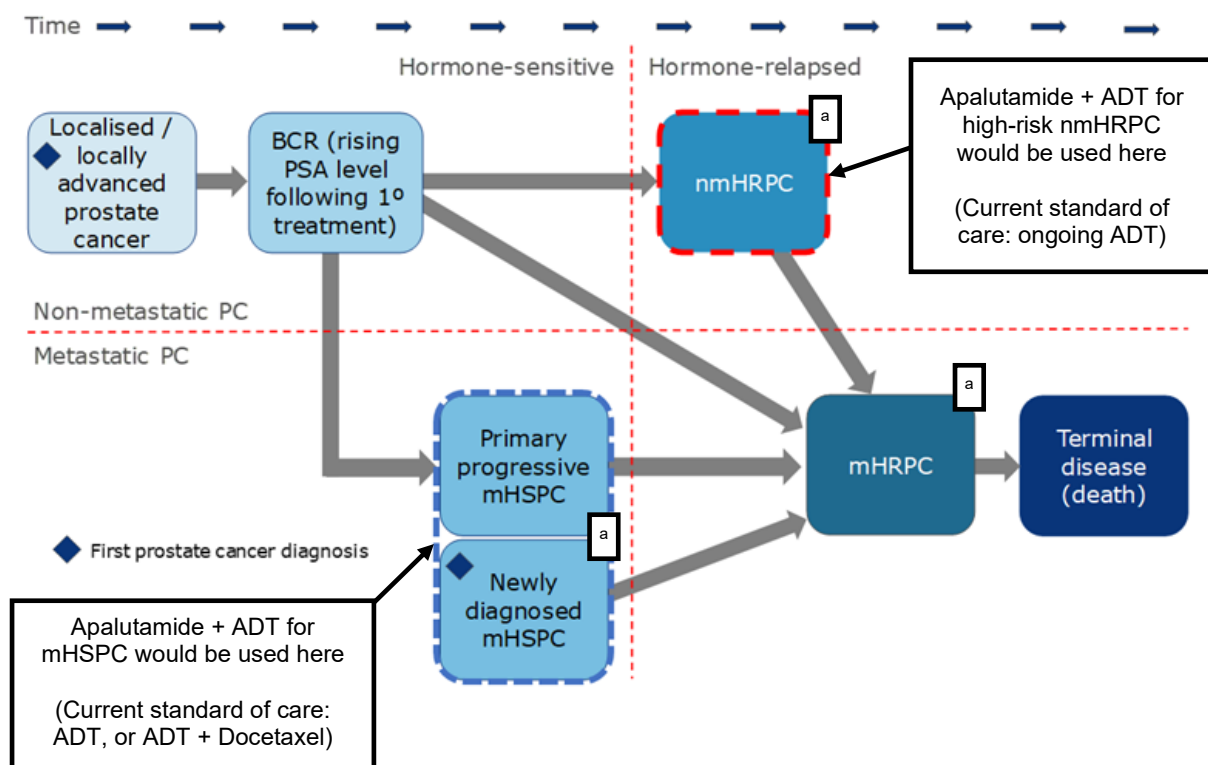 Time
Hormone-sensitive
Hormone-relapsed
Localised /
locally
advanced
prostate
cancer
BCR (rising
PSA level
following 1º
treatment)
a
nmHRPC
Apalutamide + ADT for
high-risk nmHRPC
would be used here
(Current standard of
care: ongoing ADT)
Non-metastatic PC
Metastatic PC
Primary
progressive
mHSPC
a
Newly
diagnosed
mHSPC
a
mHRPC
Terminal
disease
(death)
First prostate cancer diagnosis
Apalutamide + ADT for
mHSPC would be used here
(Current standard of care:
ADT, or ADT + Docetaxel)